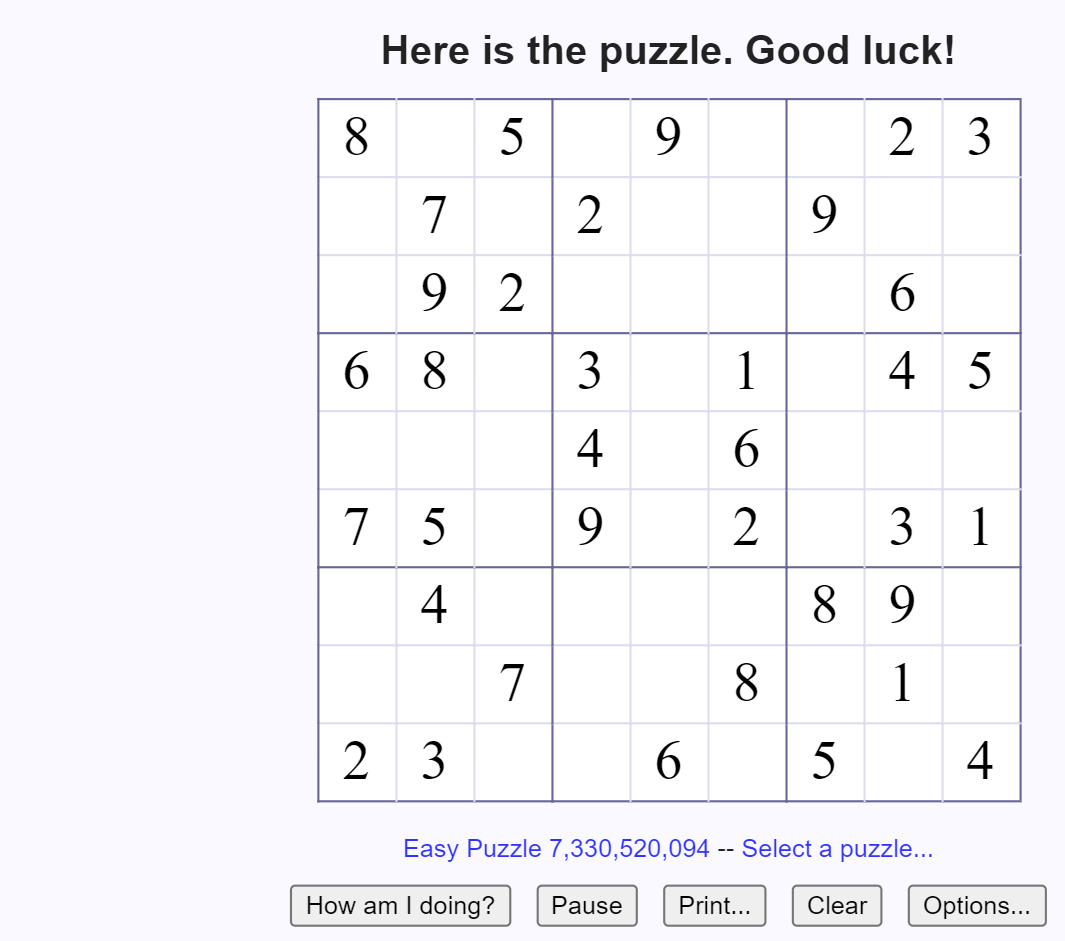 Here is the puzzle. Good luck!
8 5 9 2 3
7 2 9
9 2 6
6 8 3 1 4 5
4 6
7 5 9 2 3 1
4 8 9
7 8 1
2 3 6 5 4
Easy Puzzle 7,330,520,094 -- Select a puzzle...
How am I doing? Pause Print... Clear Options...